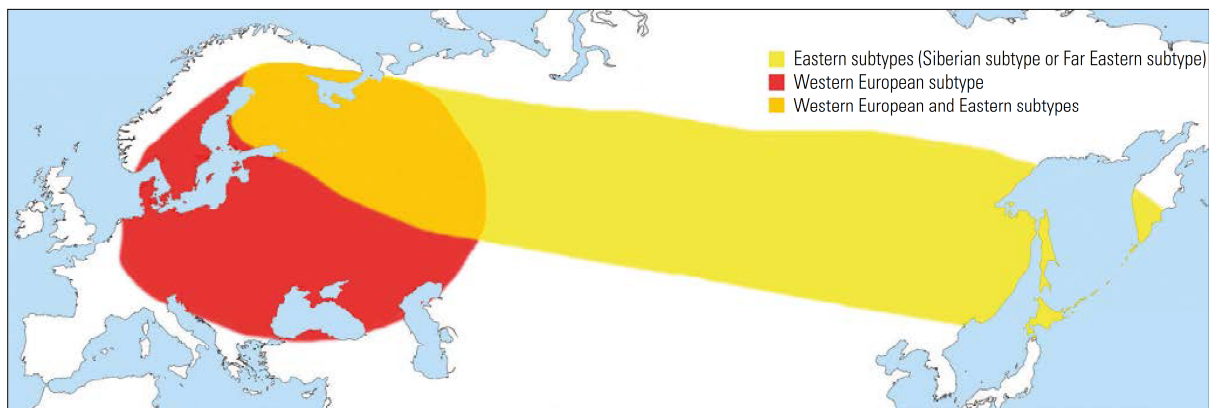 Eastern subtypes (Siberian subtype or Far Eastern subtype)
Western European subtype
Western European and Eastern subtypes